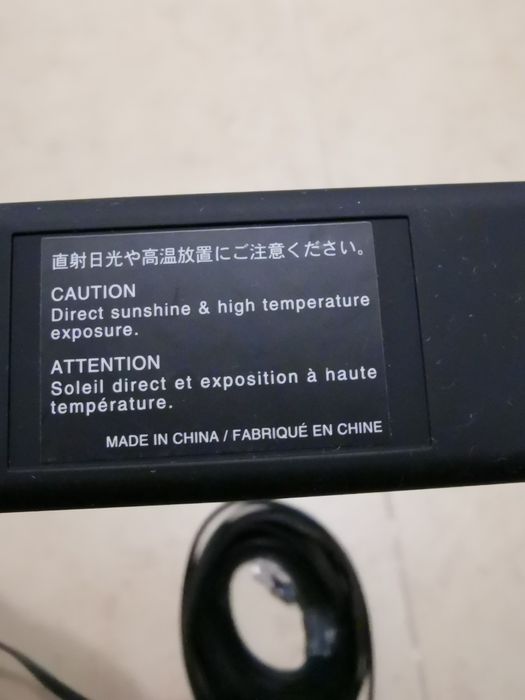 直射日光や高温放置にご注意ください。
CAUTION
Direct sunshine & high temperature
exposure.
ATTENTION
Soleil direct et exposition à haute
température.
MADE IN CHINA / FABRIQUÉ EN CHINE